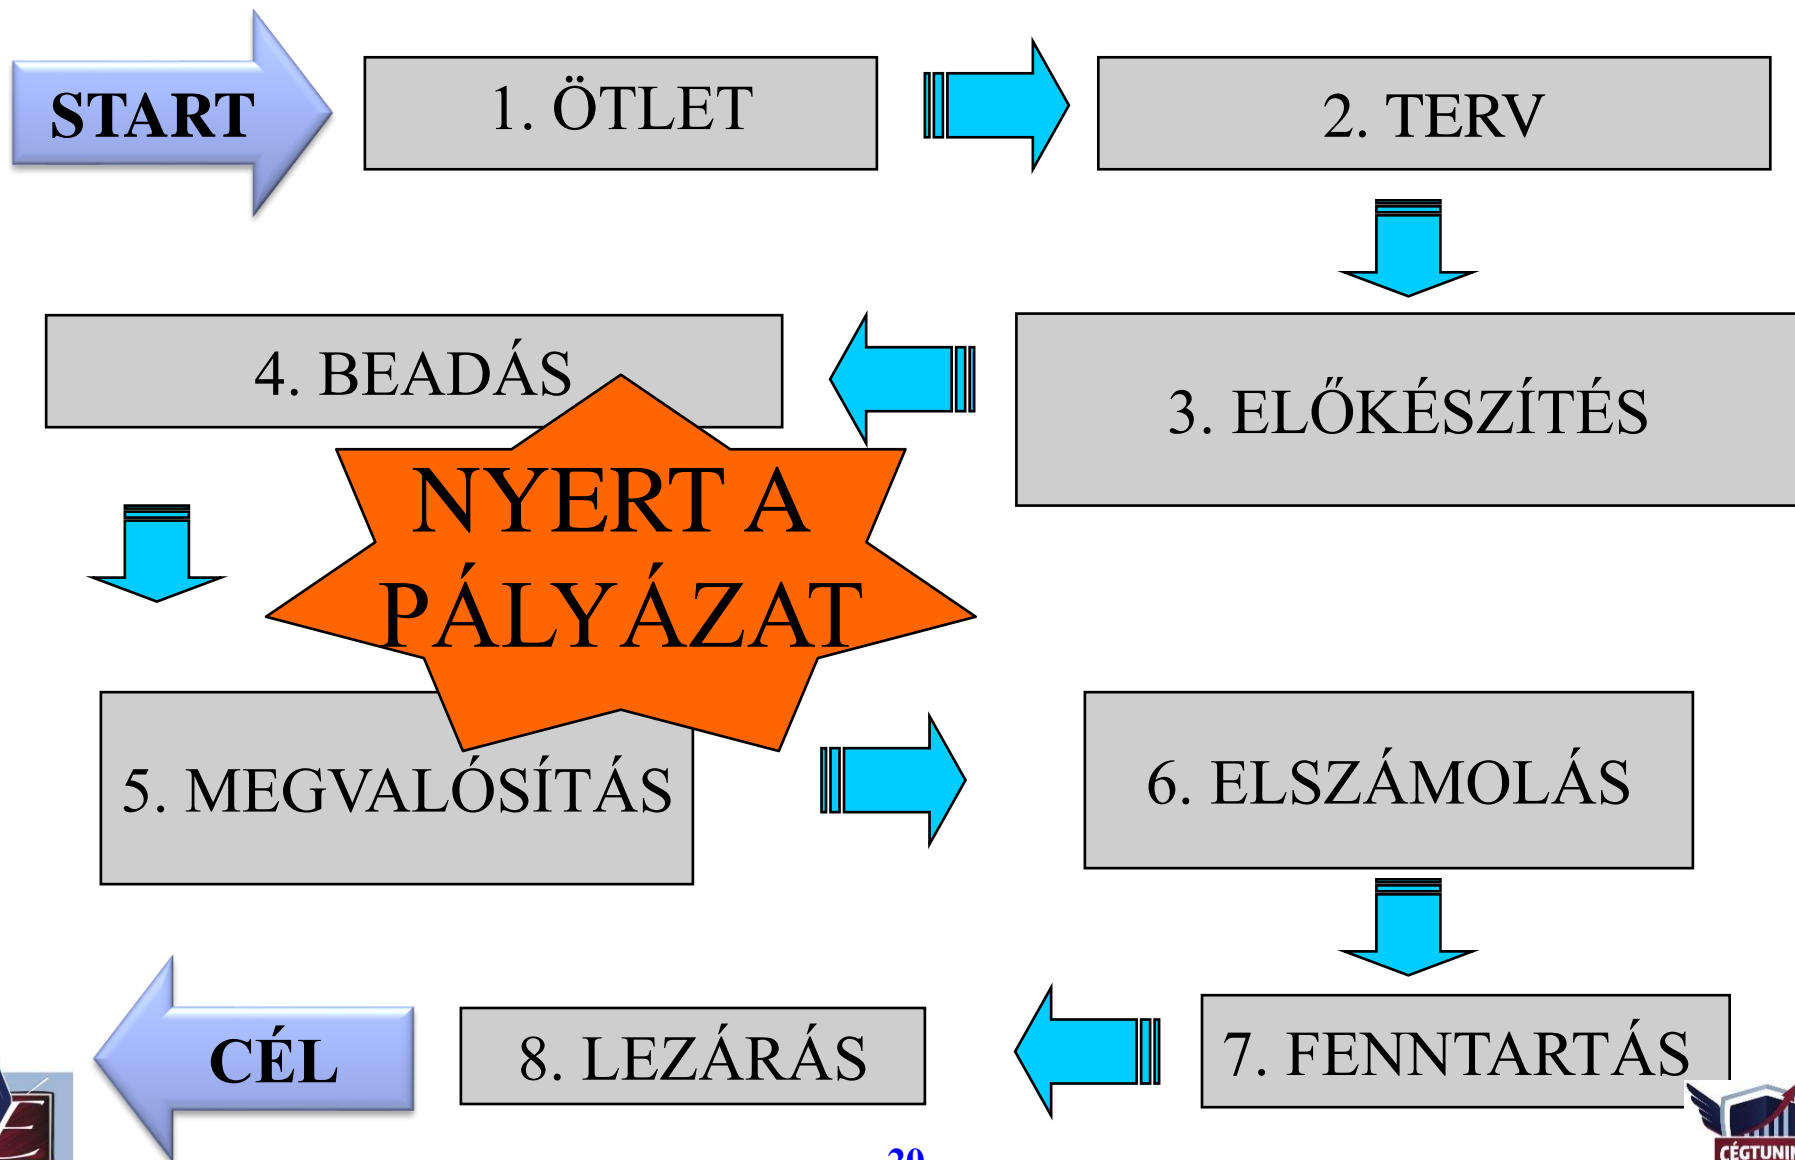 START
1. ÖTLET
2. TERV
3. ELŐKÉSZÍTÉS
4. BEADÁS
NYERT A
PÁLYÁZAT
5. MEGVALÓSÍTÁS
6. ELSZÁMOLÁS
7. FENNTARTÁS
8. LEZÁRÁS
CÉL